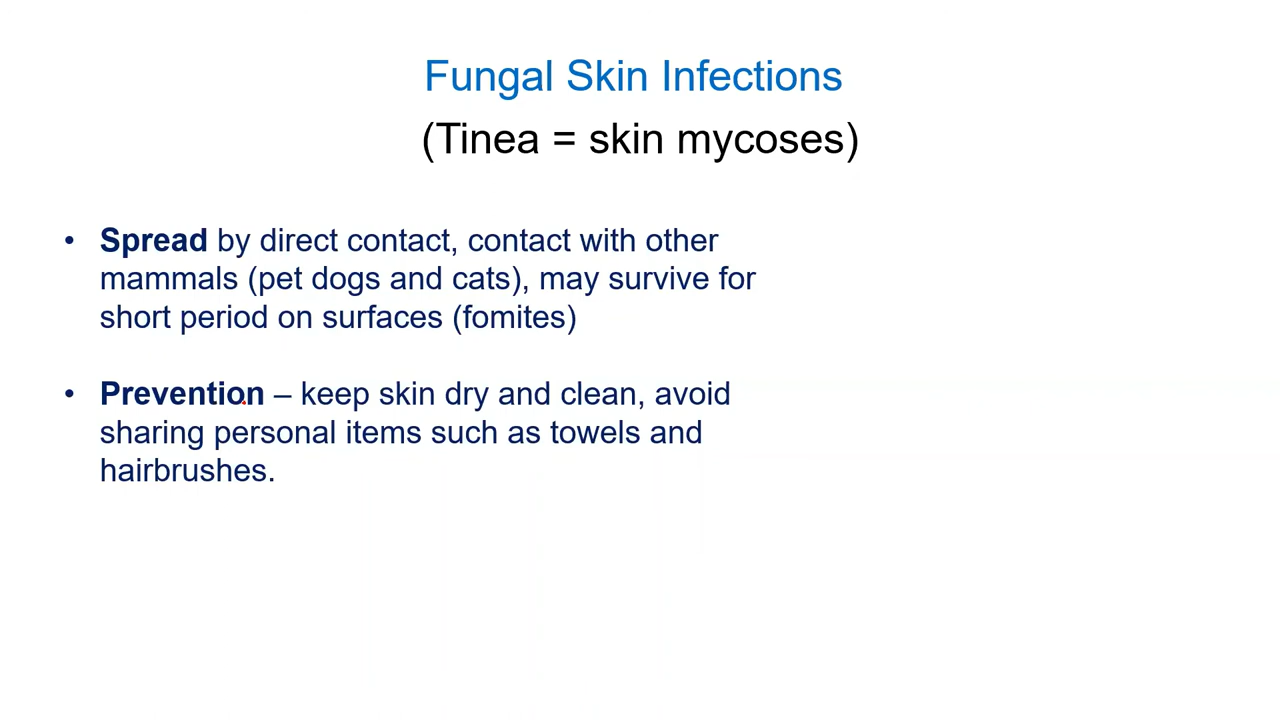 Fungal Skin Infections
(Tinea = skin mycoses)
• Spread by direct contact, contact with other
mammals (pet dogs and cats), may survive for
short period on surfaces (fomites)
• Prevention – keep skin dry and clean, avoid
sharing personal items such as towels and
hairbrushes.